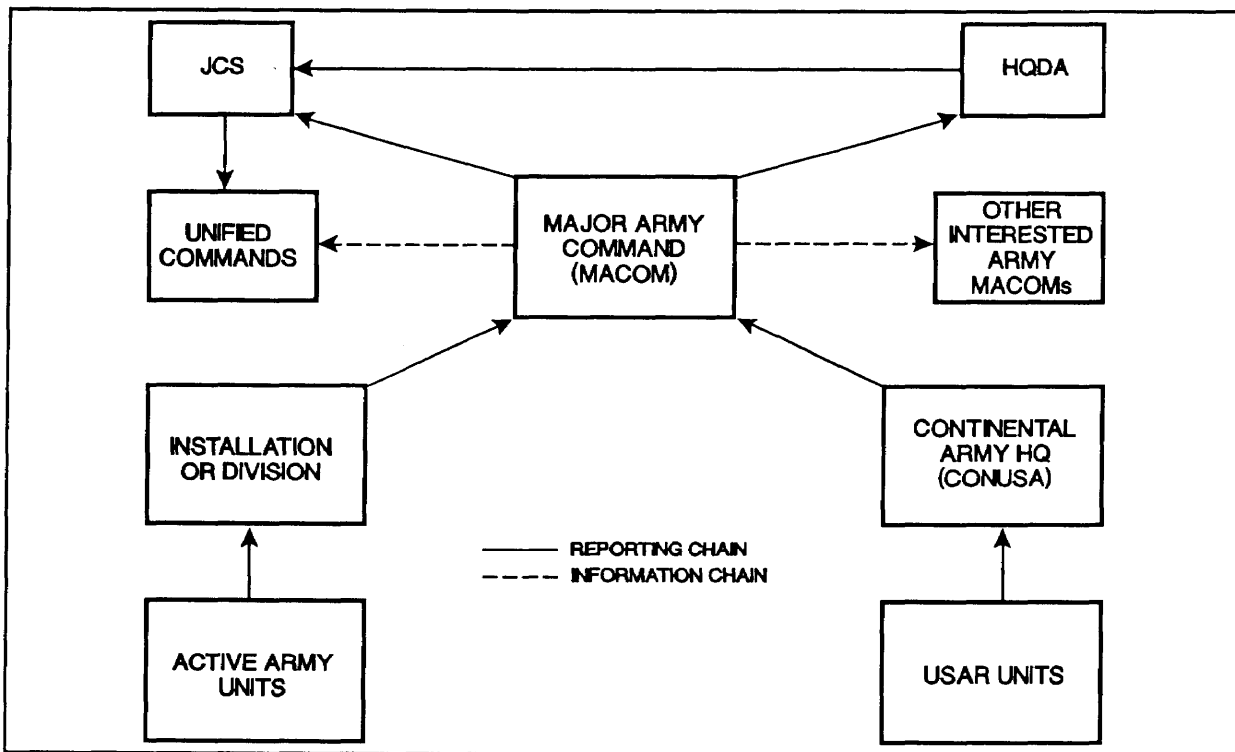 JCS
HQDA
UNIFIED
COMMANDS
MAJOR ARMY
COMMAND
(MACOM)
OTHER
INTERESTED
ARMY
MACOMs
INSTALLATION
OR DIVISION
CONTINENTAL
ARMY HQ
(CONUSA)
REPORTING CHAIN
INFORMATION CHAIN
ACTIVE ARMY
UNITS
USAR UNITS